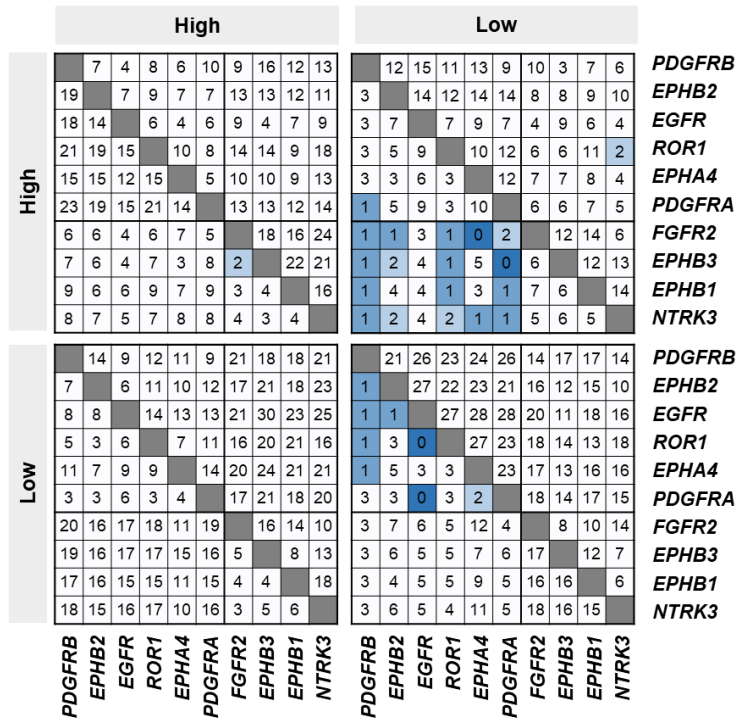 High Low
7 4 8 6 10 9 16 12 13 12 15 11 13 9 10 3 7 6 PDGFRB
19 7 9 7 7 13 13 12 11 3 14 12 14 14 8 8 9 10 EPHB2
18 14 6 4 6 9 4 7 9 3 7 7 9 7 4 9 6 4 EGFR
21 19 15 10 8 14 14 9 18 3 5 9 10 12 6 6 11 2 ROR1
15 15 12 15 5 10 10 9 13 3 3 6 3 12 7 7 8 4 EPHA4
23 19 15 21 14 13 13 12 14 1 5 9 3 10 6 6 7 5 PDGFRA
High
6 6 4 6 7 5 18 16 24 1 1 3 1 0 2 12 14 6 FGFR2
7 6 4 7 3 8 2 22 21 1 2 4 1 5 0 6 12 13 EPHB3
9 6 6 9 7 9 3 4 16 1 4 4 1 3 1 7 6 14 EPHB1
8 7 5 7 8 8 4 3 4 1 2 4 2 1 1 5 6 5 NTRK3
14 9 12 11 9 21 18 18 21 21 26 23 24 26 14 17 17 14 PDGFRB
7 6 11 10 12 17 21 18 23 1 27 22 23 21 16 12 15 10 EPHB2
8 8 14 13 13 21 30 23 25 1 1 27 28 28 20 11 18 16 EGFR
5 3 6 7 11 16 20 21 16 1 3 0 27 23 18 14 13 18 ROR1
11 7 9 9 14 20 24 21 21 1 5 3 3 23 17 13 16 16 EPHA4
Low
3 3 6 3 4 17 21 18 20 3 3 0 3 2 18 14 17 15 PDGFRA
20 16 17 18 11 19 16 14 10 3 7 6 6 12 4 8 10 14 FGFR2
19 16 17 17 15 16 5 8 13 3 6 5 5 7 6 17 12 7 EPHB3
17 16 15 15 11 15 4 4 18 3 4 5 5 9 5 16 16 6 EPHB1
18 15 16 17 10 16 3 5 6 3 6 5 4 11 5 18 16 15 NTRK3
PDGFRB EPHB2 EGFR ROR1 EPHA4 PDGFRA FGFR2 EPHB3 EPHB1 NTRK3 PDGFRB EPHB2 EGFR ROR1 EPHA4 PDGFRA FGFR2 EPHB3 EPHB1 NTRK3